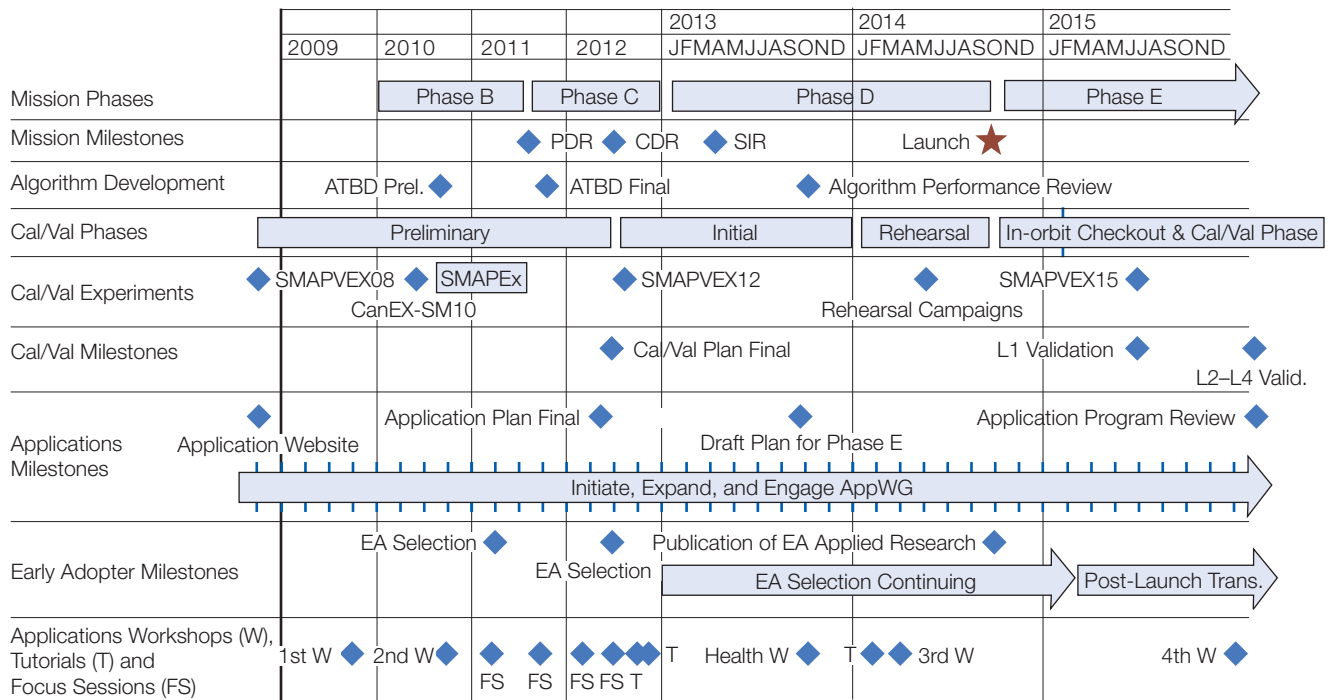 2013 2014 2015
2009 2010 2011 2012 JFMAMJJASOND JFMAMJJASOND JFMAMJJASOND
Mission Phases Phase B Phase C Phase D Phase E
Mission Milestones PDR CDR SIR Launch
Algorithm Development ATBD Prel. ATBD Final Algorithm Performance Review
Cal/Val Phases Preliminary Initial Rehearsal In-orbit Checkout & Cal/Val Phase
Cal/Val Experiments SMAPVEX08 SMAPEx SMAPVEX12 SMAPVEX15
CanEX-SM10 Rehearsal Campaigns
Cal/Val Milestones Cal/Val Plan Final L1 Validation
L2–L4 Valid.
Application Plan Final Application Program Review
Applications
Milestones
Application Website Draft Plan for Phase E
Initiate, Expand, and Engage AppWG
EA Selection Publication of EA Applied Research
Early Adopter Milestones EA Selection
EA Selection Continuing Post-Launch Trans.
Applications Workshops (W),
Tutorials (T) and
Focus Sessions (FS)
1st W 2nd W T Health W T 3rd W 4th W
FS FS FS FS T